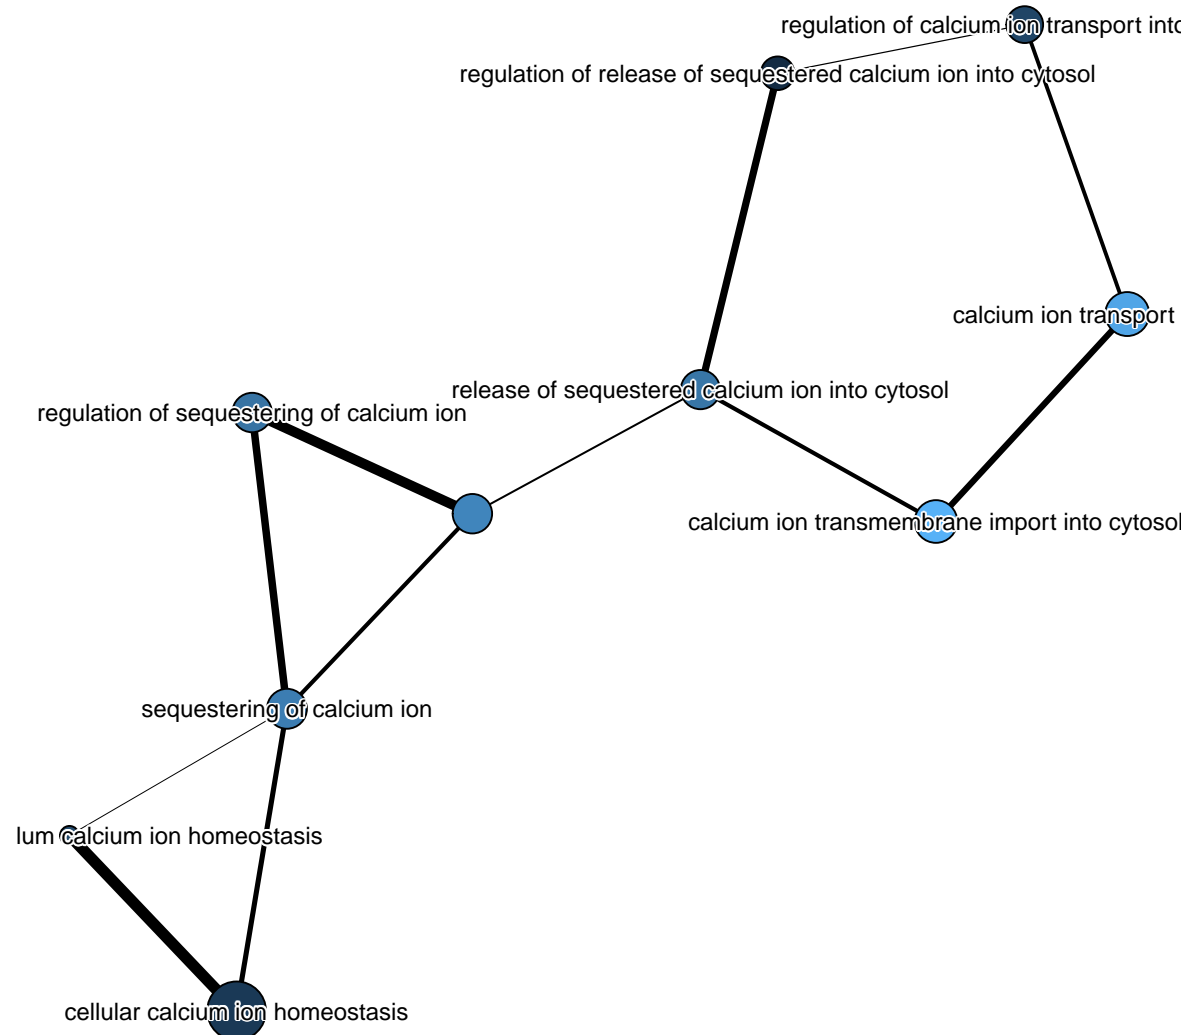 regulation of calcium ion transport into
regulation of release of sequestered calcium ion into cytosol
calcium ion transport
release of sequestered calcium ion into cytosol
regulation of sequestering of calcium ion
calcium ion transmembrane import into cytosol
sequestering of calcium ion
lum calcium ion homeostasis
cellular calcium ion homeostasis